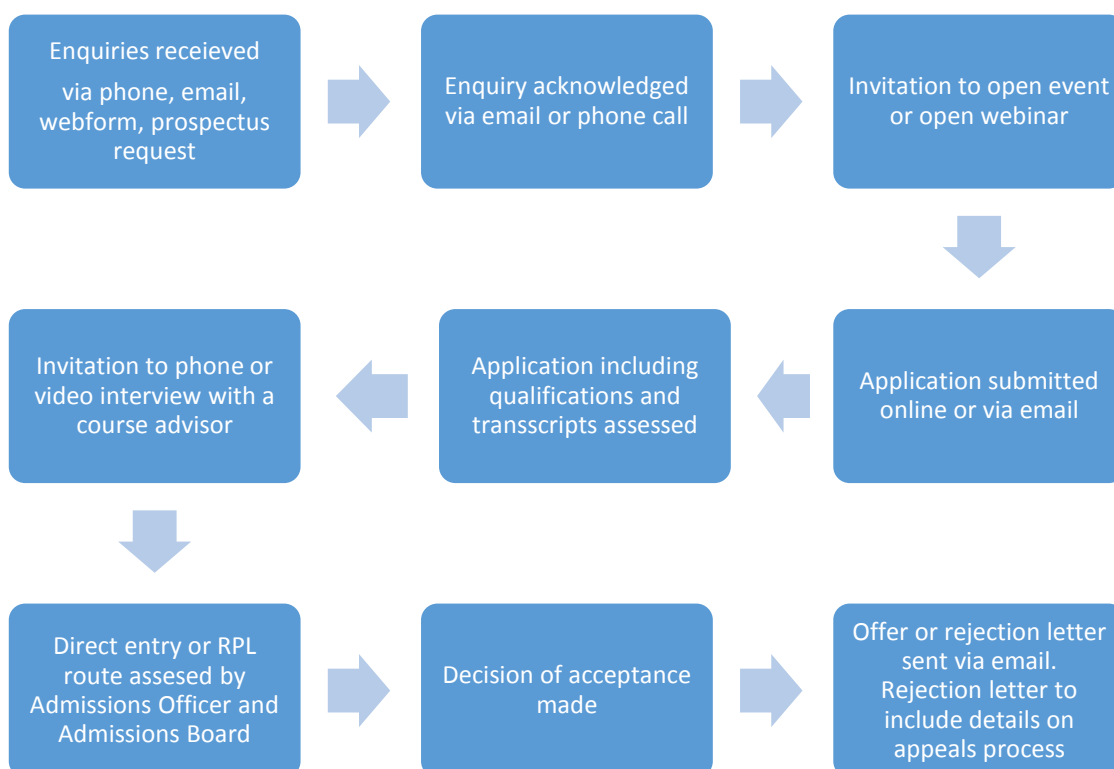 Enquiries receieved
via phone, email,
webform, prospectus
request
Enquiry acknowledged
via email or phone call
Invitation to open event
or open webinar
Application submitted
online or via email
Application including
qualifications and
transscripts assessed
Invitation to phone or
video interview with a
course advisor
Direct entry or RPL
route assesed by
Admissions Officer and
Admissions Board
Decision of acceptance
made
Offer or rejection letter
sent via email.
Rejection letter to
include details on
appeals process